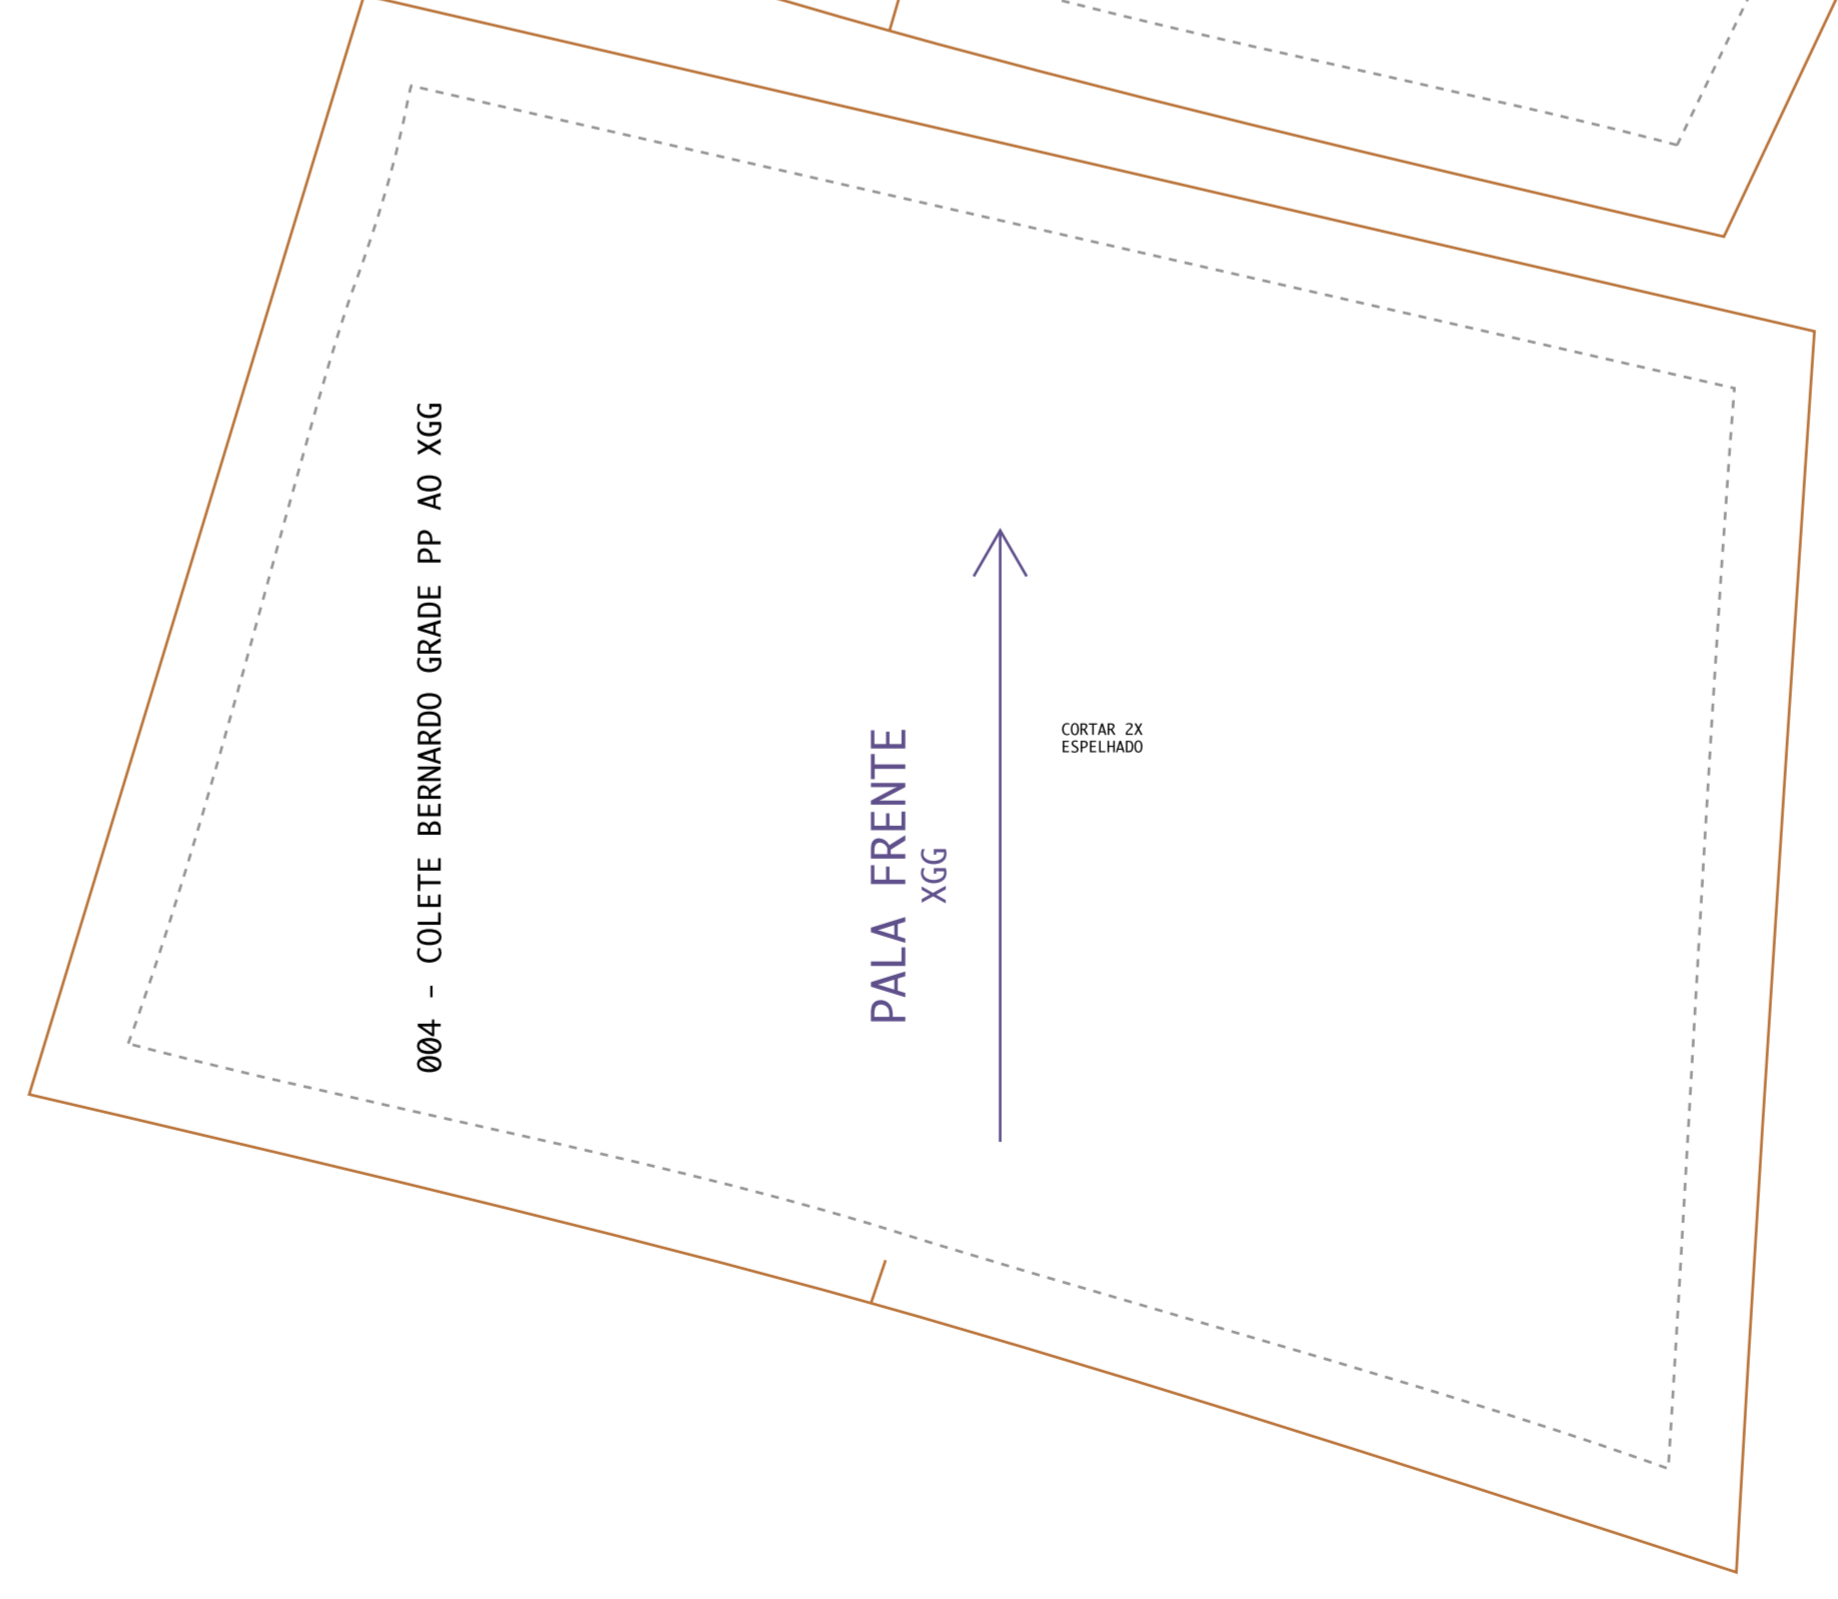 004 - COLETE BERNARDO GRADE PP AO XGG
PALA FRENTE
XGG
CORTAR 2X
ESPELHADO